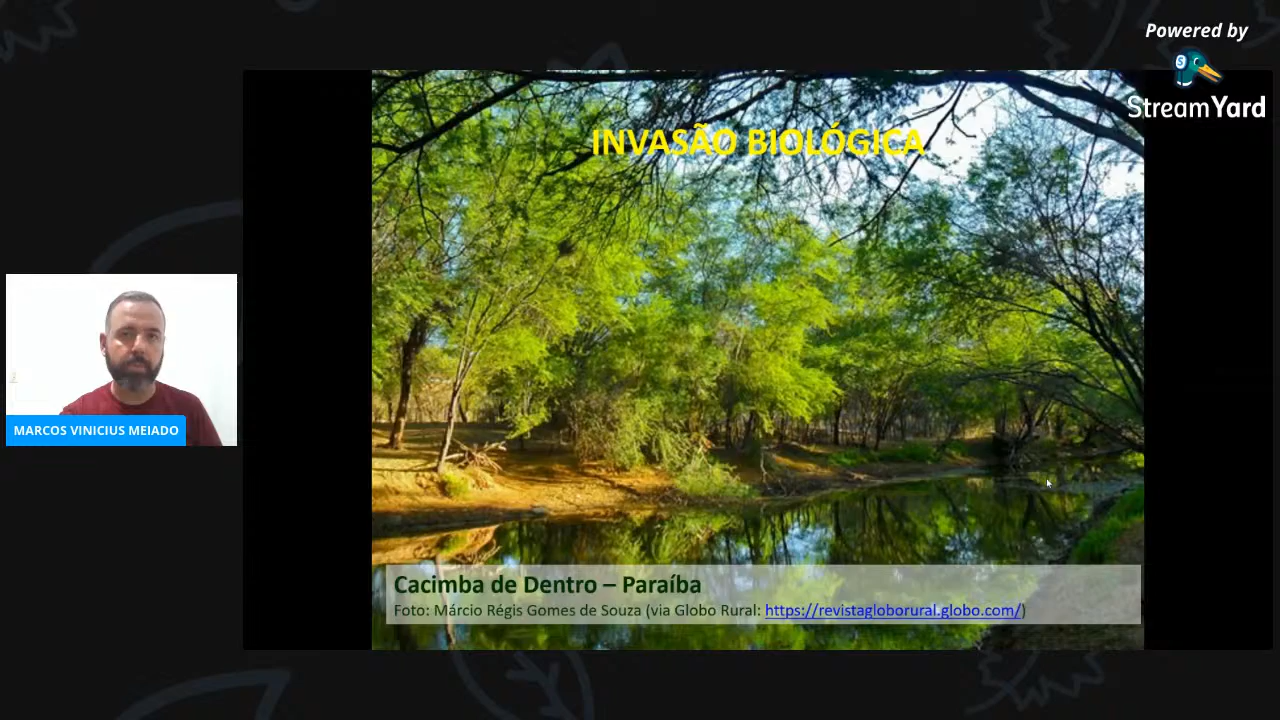 Powered by
StreamYard
INVASÃO BIOLÓGICA
MARCOS VINICIUS MEIADO
Cacimba de Dentro – Paraíba
Foto: Márcio Régis Gomes de Souza (via Globo Rural: https://revistagloborural.globo.com/)